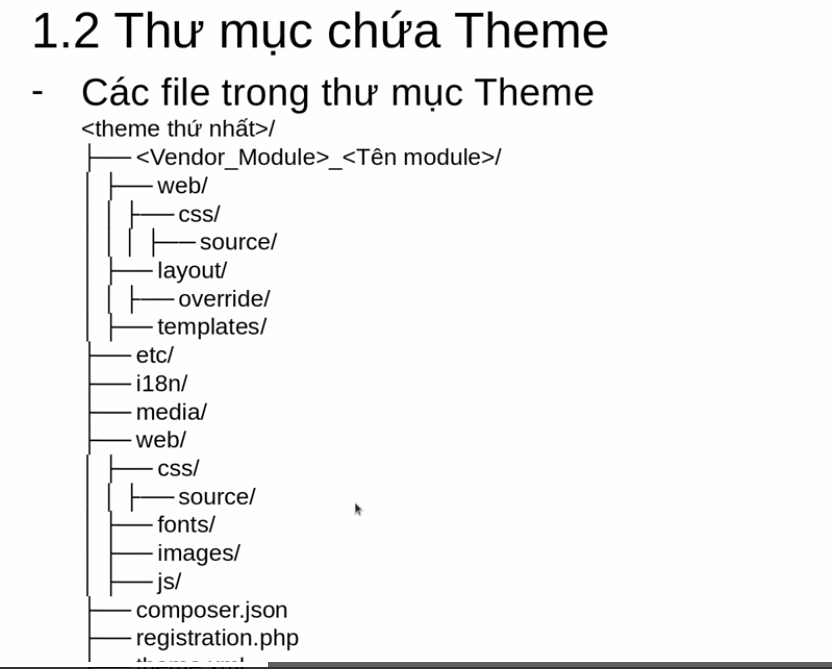 1.2 Thư mục chứa Theme
- Các file trong thư mục Theme
<theme thứ nhất>/
├── <Vendor_Module>_<Tên module>/
│ ├── web/
│ │ ├── css/
│ │ │ ├── source/
│ ├── layout/
│ │ ├── override/
│ ├── templates/
├── etc/
├── i18n/
├── media/
├── web/
│ ├── css/
│ │ ├── source/
│ ├── fonts/
│ ├── images/
│ ├── js/
├── composer.json
├── registration.php